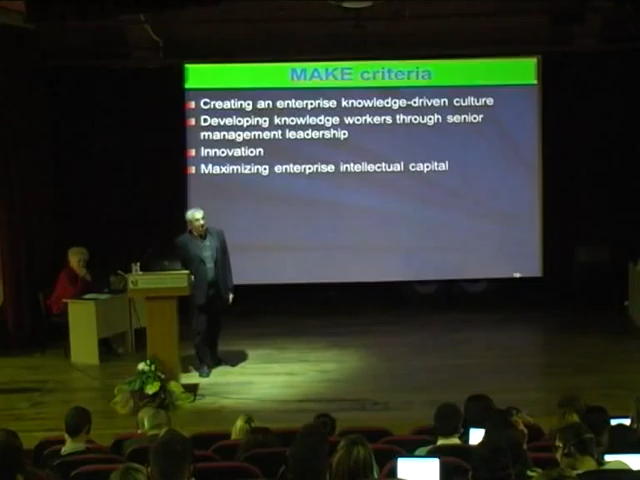 MAKE criteria
Creating an enterprise knowledge-driven culture
Developing knowledge workers through senior
management leadership
Innovation
Maximizing enterprise intellectual capital